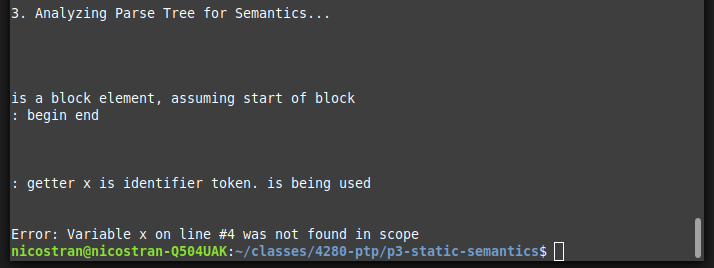 3. Analyzing Parse Tree for Semantics...
is a block element, assuming start of block
: begin end
: getter x is identifier token. is being used
Error: Variable x on line #4 was not found in scope
nicostran@nicostran-Q504UAK:~/classes/4280-ptp/p3-static-semantics$